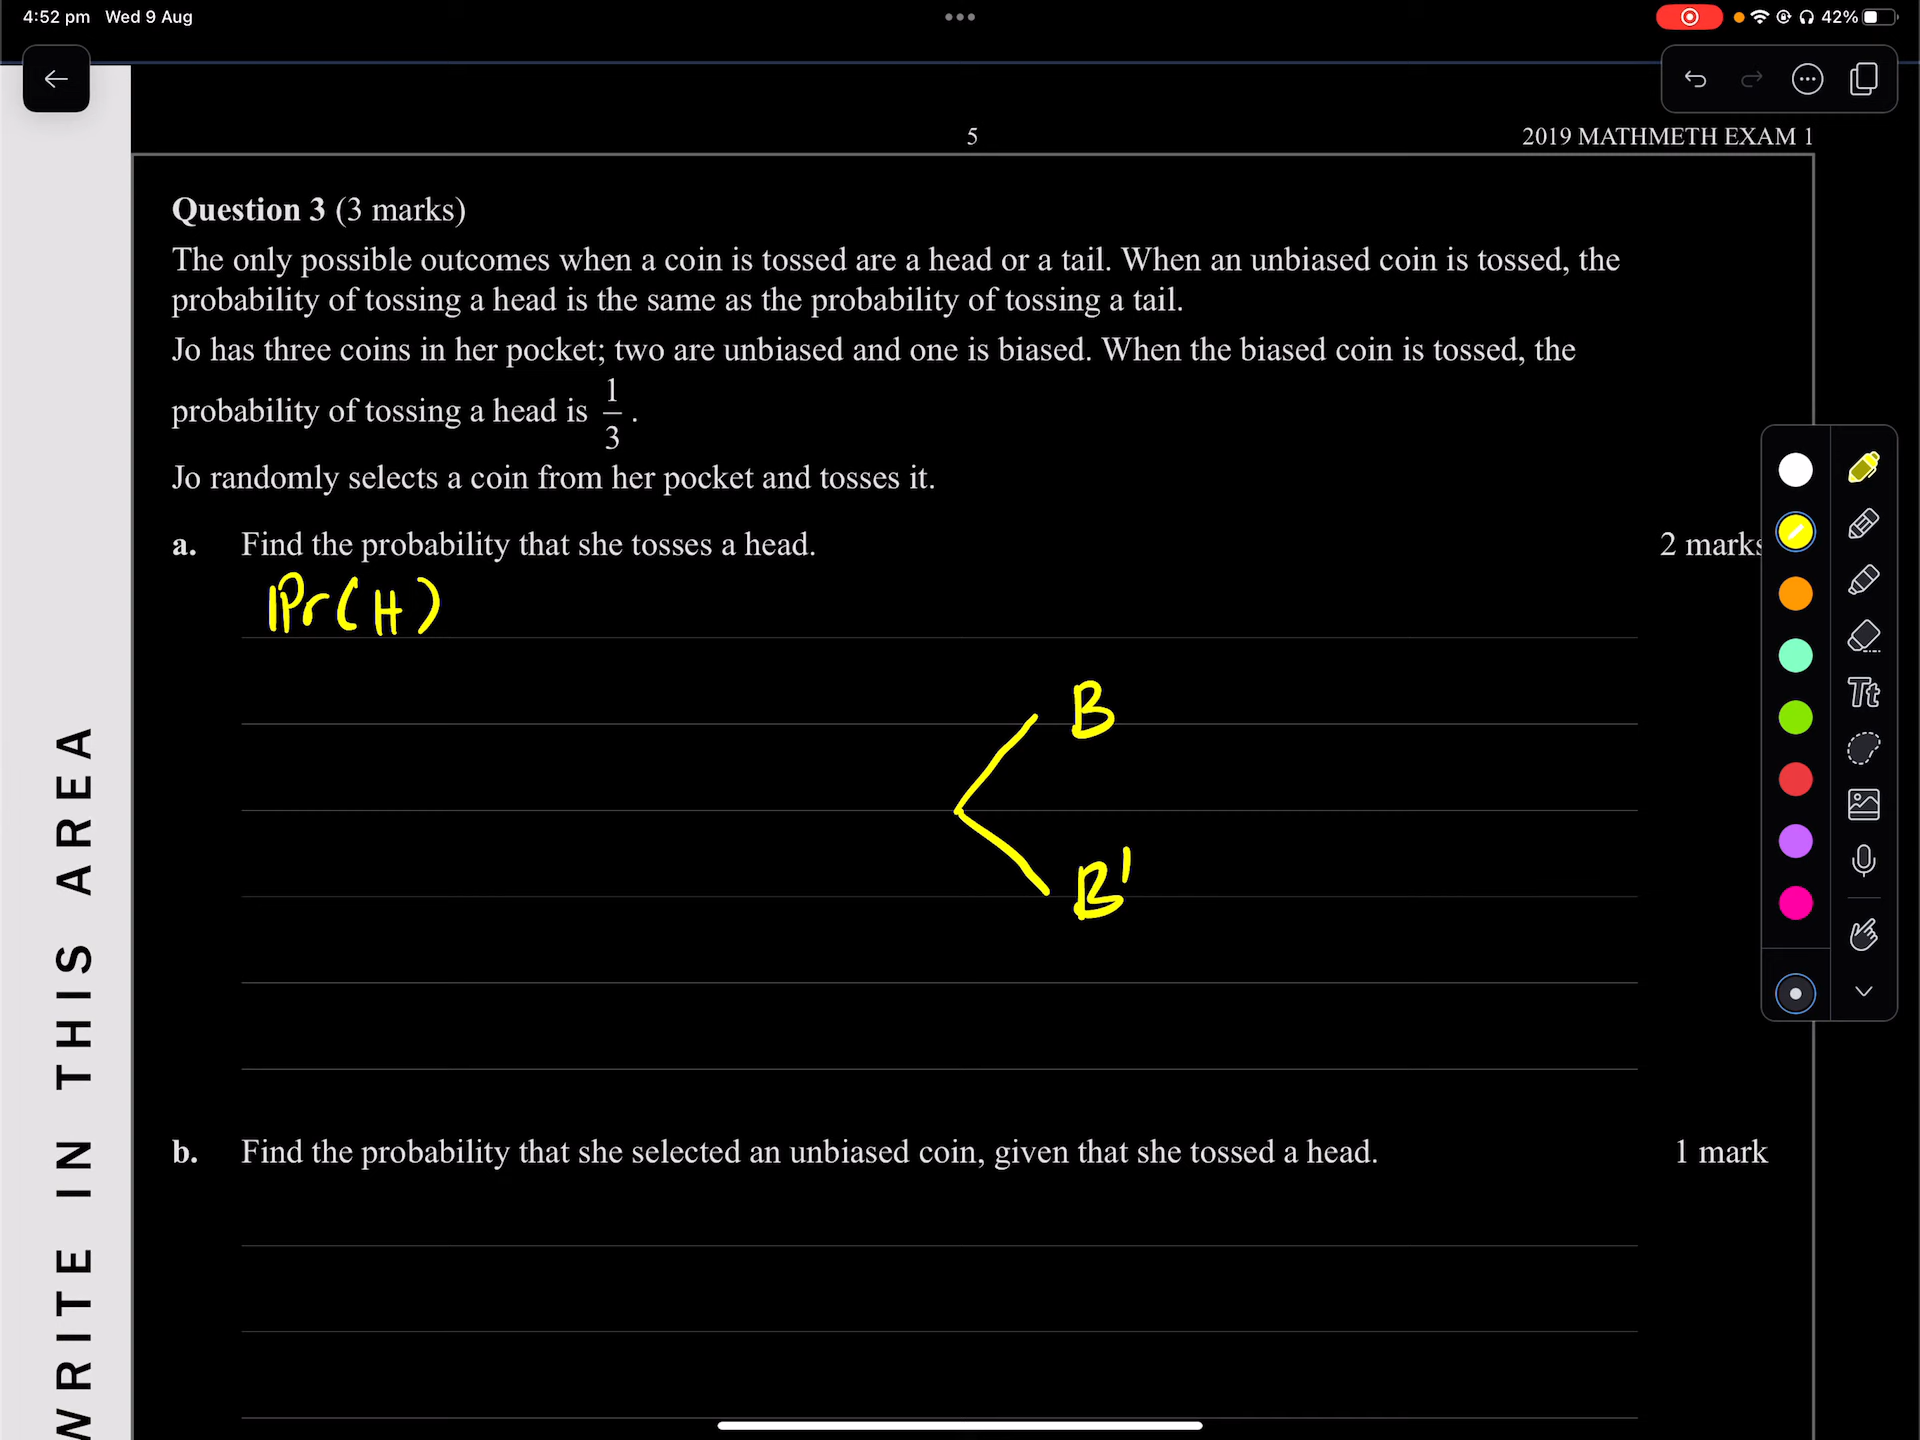 4:52 pm Wed 9 Aug
42%
5
2019 MATHMETH EXAM 1
Question 3 (3 marks)
The only possible outcomes when a coin is tossed are a head or a tail. When an unbiased coin is tossed, the
probability of tossing a head is the same as the probability of tossing a tail.
Jo has three coins in her pocket; two are unbiased and one is biased. When the biased coin is tossed, the
probability of tossing a head is 1/3.
Jo randomly selects a coin from her pocket and tosses it.
a. Find the probability that she tosses a head. 2 marks
Pr(H)
B
B'
b. Find the probability that she selected an unbiased coin, given that she tossed a head. 1 mark
WRITE IN THIS AREA
Tt